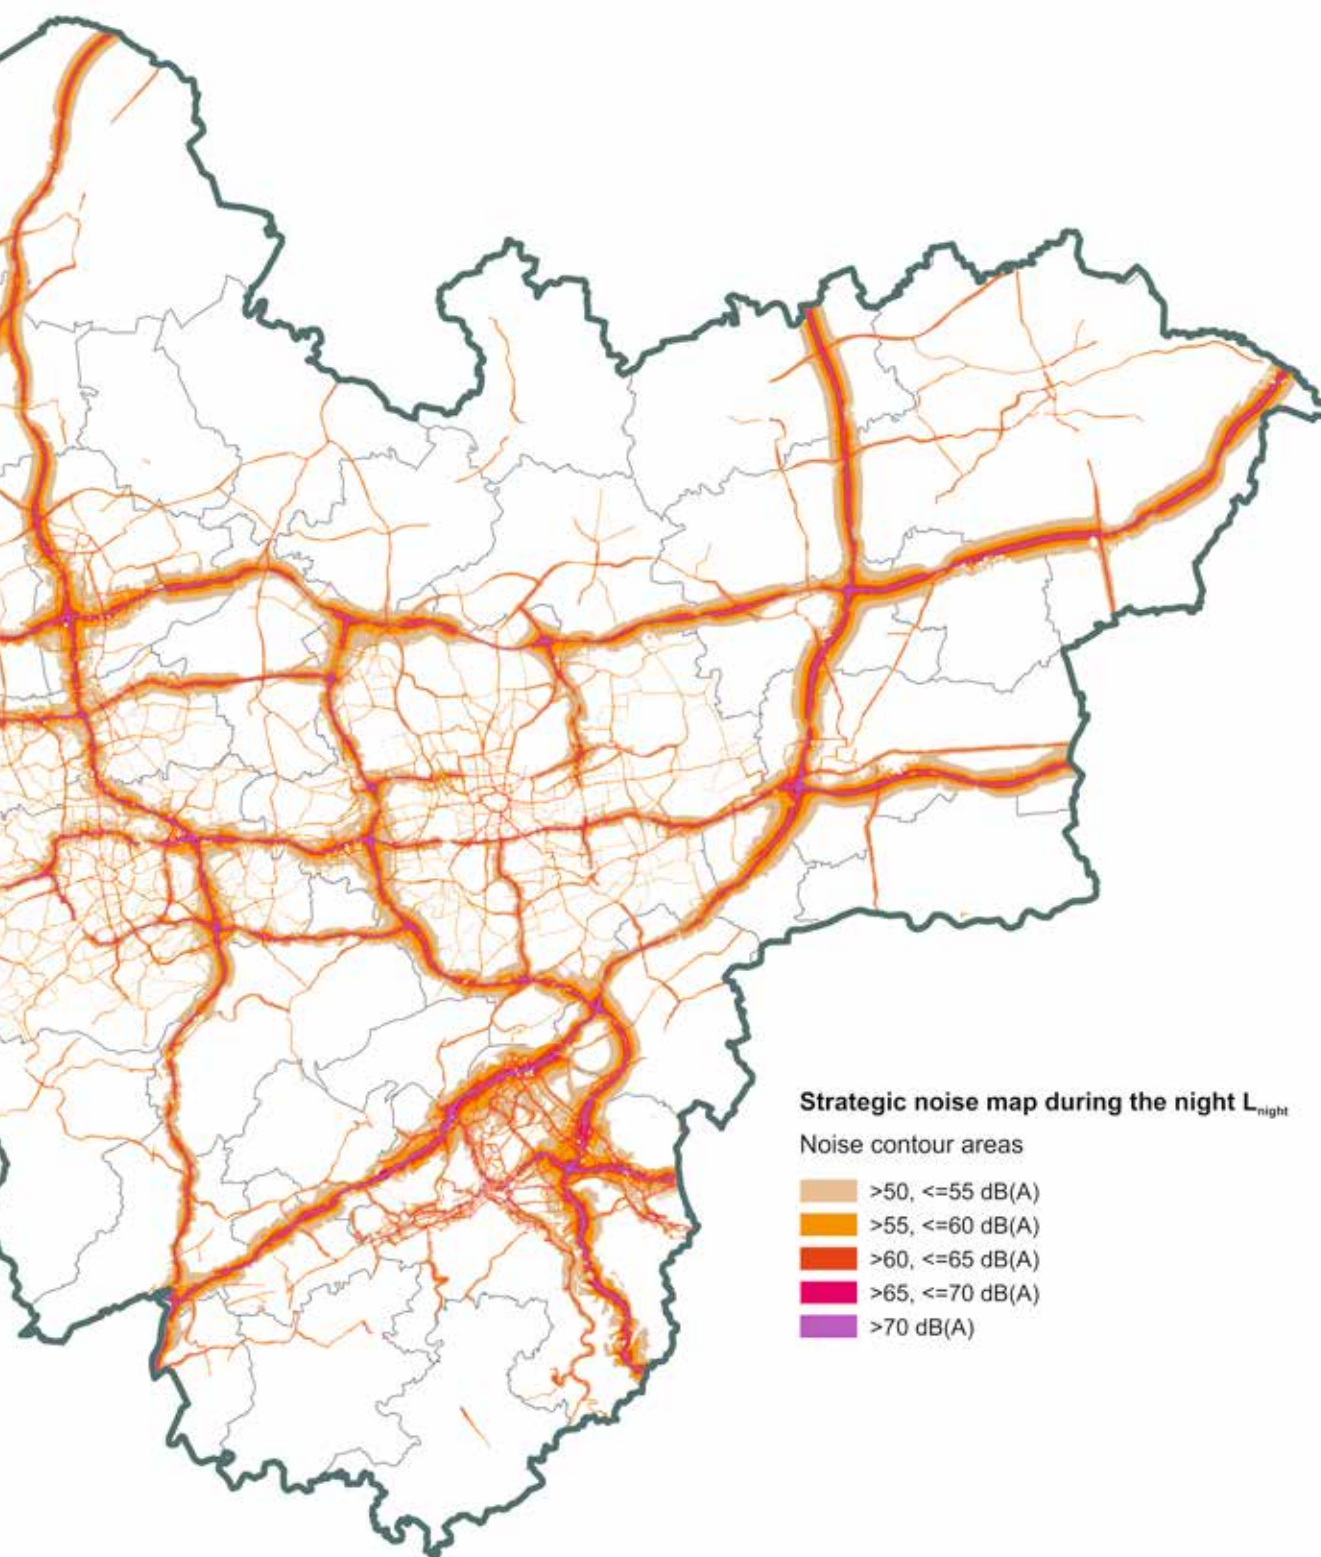 Strategic noise map during the night Lnight
Noise contour areas
>50, <=55 dB(A)
>55, <=60 dB(A)
>60, <=65 dB(A)
>65, <=70 dB(A)
>70 dB(A)